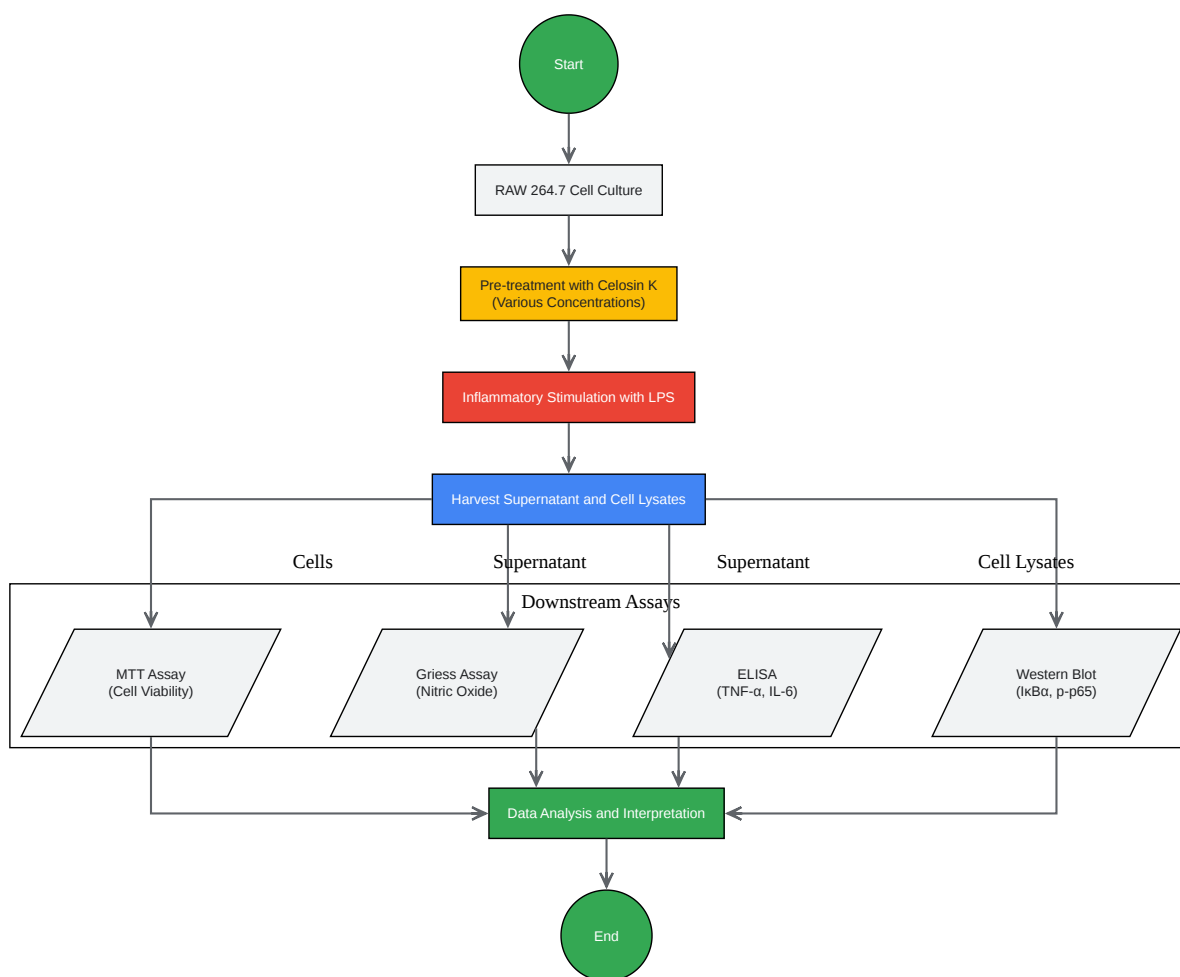 Start
RAW 264.7 Cell Culture
Pre-treatment with Celosin K
(Various Concentrations)
Inflammatory Stimulation with LPS
Harvest Supernatant and Cell Lysates
Cells
Supernatant
Supernatant
Cell Lysates
Downstream Assays
MTT Assay
(Cell Viability)
Griess Assay
(Nitric Oxide)
ELISA
(TNF-α, IL-6)
Western Blot
(IκBα, p-p65)
Data Analysis and Interpretation
End